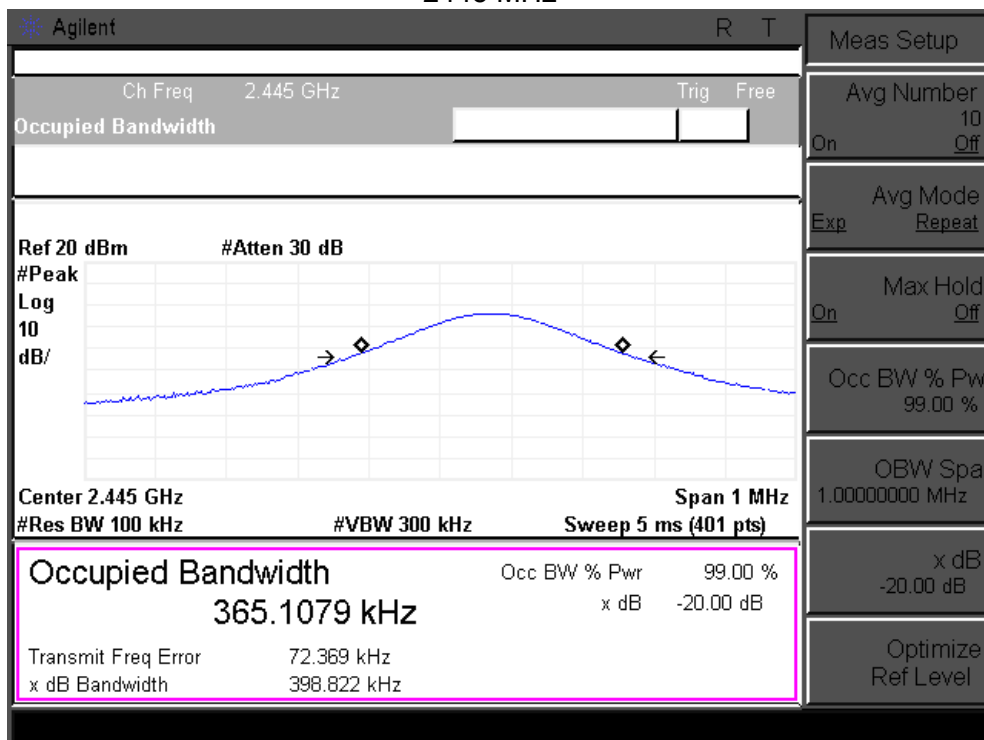 Agilent R T
Ch Freq 2.445 GHz Trig Free
Occupied Bandwidth
Ref 20 dBm #Atten 30 dB
#Peak
Log
10
dB/
Center 2.445 GHz Span 1 MHz
#Res BW 100 kHz #VBW 300 kHz Sweep 5 ms (401 pts)
Occupied Bandwidth Occ BW % Pwr 99.00 %
365.1079 kHz x dB -20.00 dB
Transmit Freq Error 72.369 kHz
x dB Bandwidth 398.822 kHz
Meas Setup
Avg Number
10
On Off
Avg Mode
Exp Repeat
Max Hold
On Off
Occ BW % Pw
99.00 %
OBW Spa
1.00000000 MHz
x dB
-20.00 dB
Optimize
Ref Level